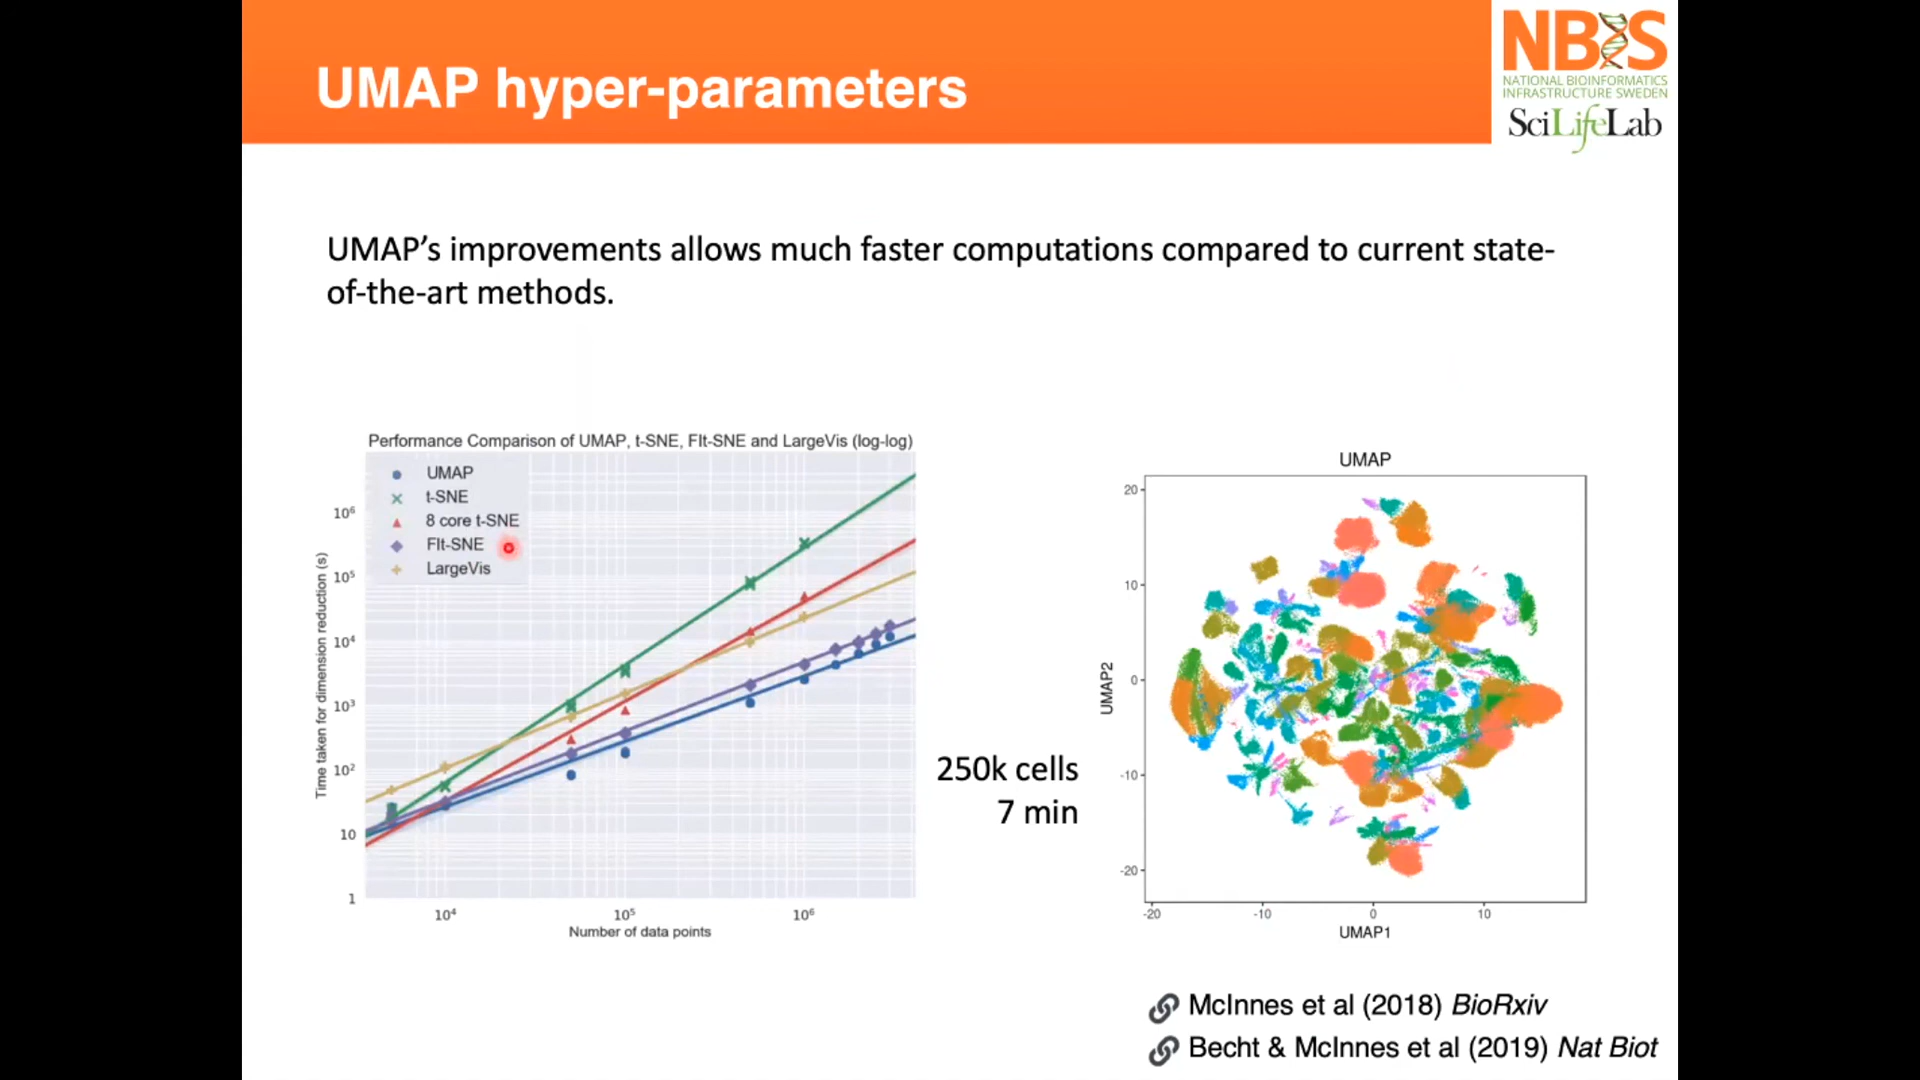 UMAP hyper-parameters
NBIS
NATIONAL BIOINFORMATICS
INFRASTRUCTURE SWEDEN
SciLifeLab
UMAP’s improvements allows much faster computations compared to current state-
of-the-art methods.
Performance Comparison of UMAP, t-SNE, FIt-SNE and LargeVis (log-log)
UMAP
t-SNE
8 core t-SNE
FIt-SNE
LargeVis
Time taken for dimension reduction (s)
10⁶
10⁵
10⁴
10³
10²
10
1
10⁴ 10⁵ 10⁶
Number of data points
250k cells
7 min
UMAP
UMAP2
20
10
0
-10
-20
-20 -10 0 10
UMAP1
McInnes et al (2018) BioRxiv
Becht & McInnes et al (2019) Nat Biot